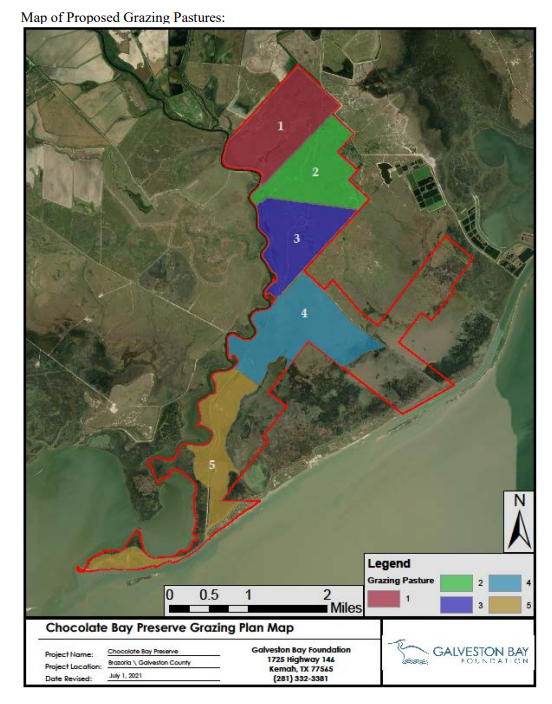 Map of Proposed Grazing Pastures:
1
2
3
4
5
N
0 0.5 1 2
Miles
Legend
Grazing Pasture
1
2
3
4
5
Chocolate Bay Preserve Grazing Plan Map
Project Name: Chocolate Bay Preserve
Project Location: Brazoria \ Galveston County
Date Revised: July 1, 2021
Galveston Bay Foundation
1725 Highway 146
Kemah, TX 77565
(281) 332-3381
GALVESTON BAY
FOUNDATION